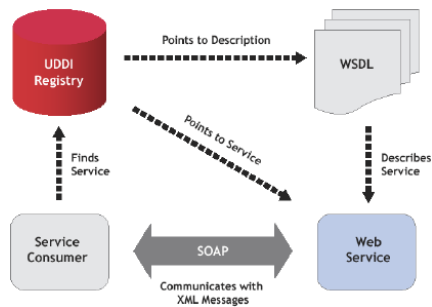 UDDI
Registry
Points to Description
WSDL
Points to Service
Finds
Service
Describes
Service
Service
Consumer
SOAP
Web
Service
Communicates with
XML Messages